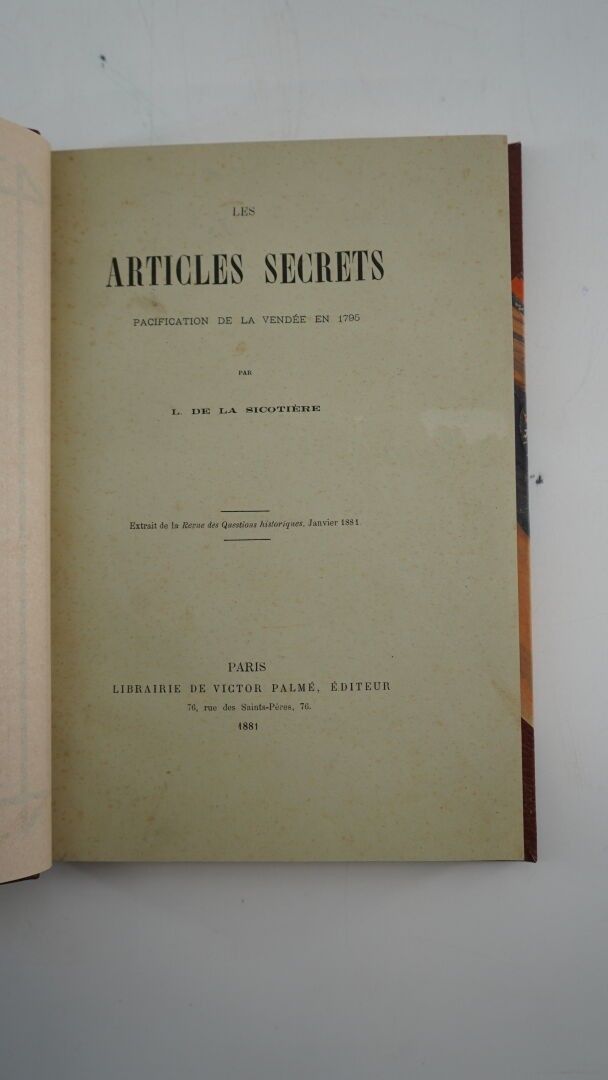 LES
ARTICLES SECRETS
PACIFICATION DE LA VENDÉE EN 1795
PAR
L. DE LA SICOTIÈRE
Extrait de la Revue des Questions historiques, Janvier 1881.
PARIS
LIBRAIRIE DE VICTOR PALMÉ, ÉDITEUR
76, rue des Saints-Pères, 76.
1881